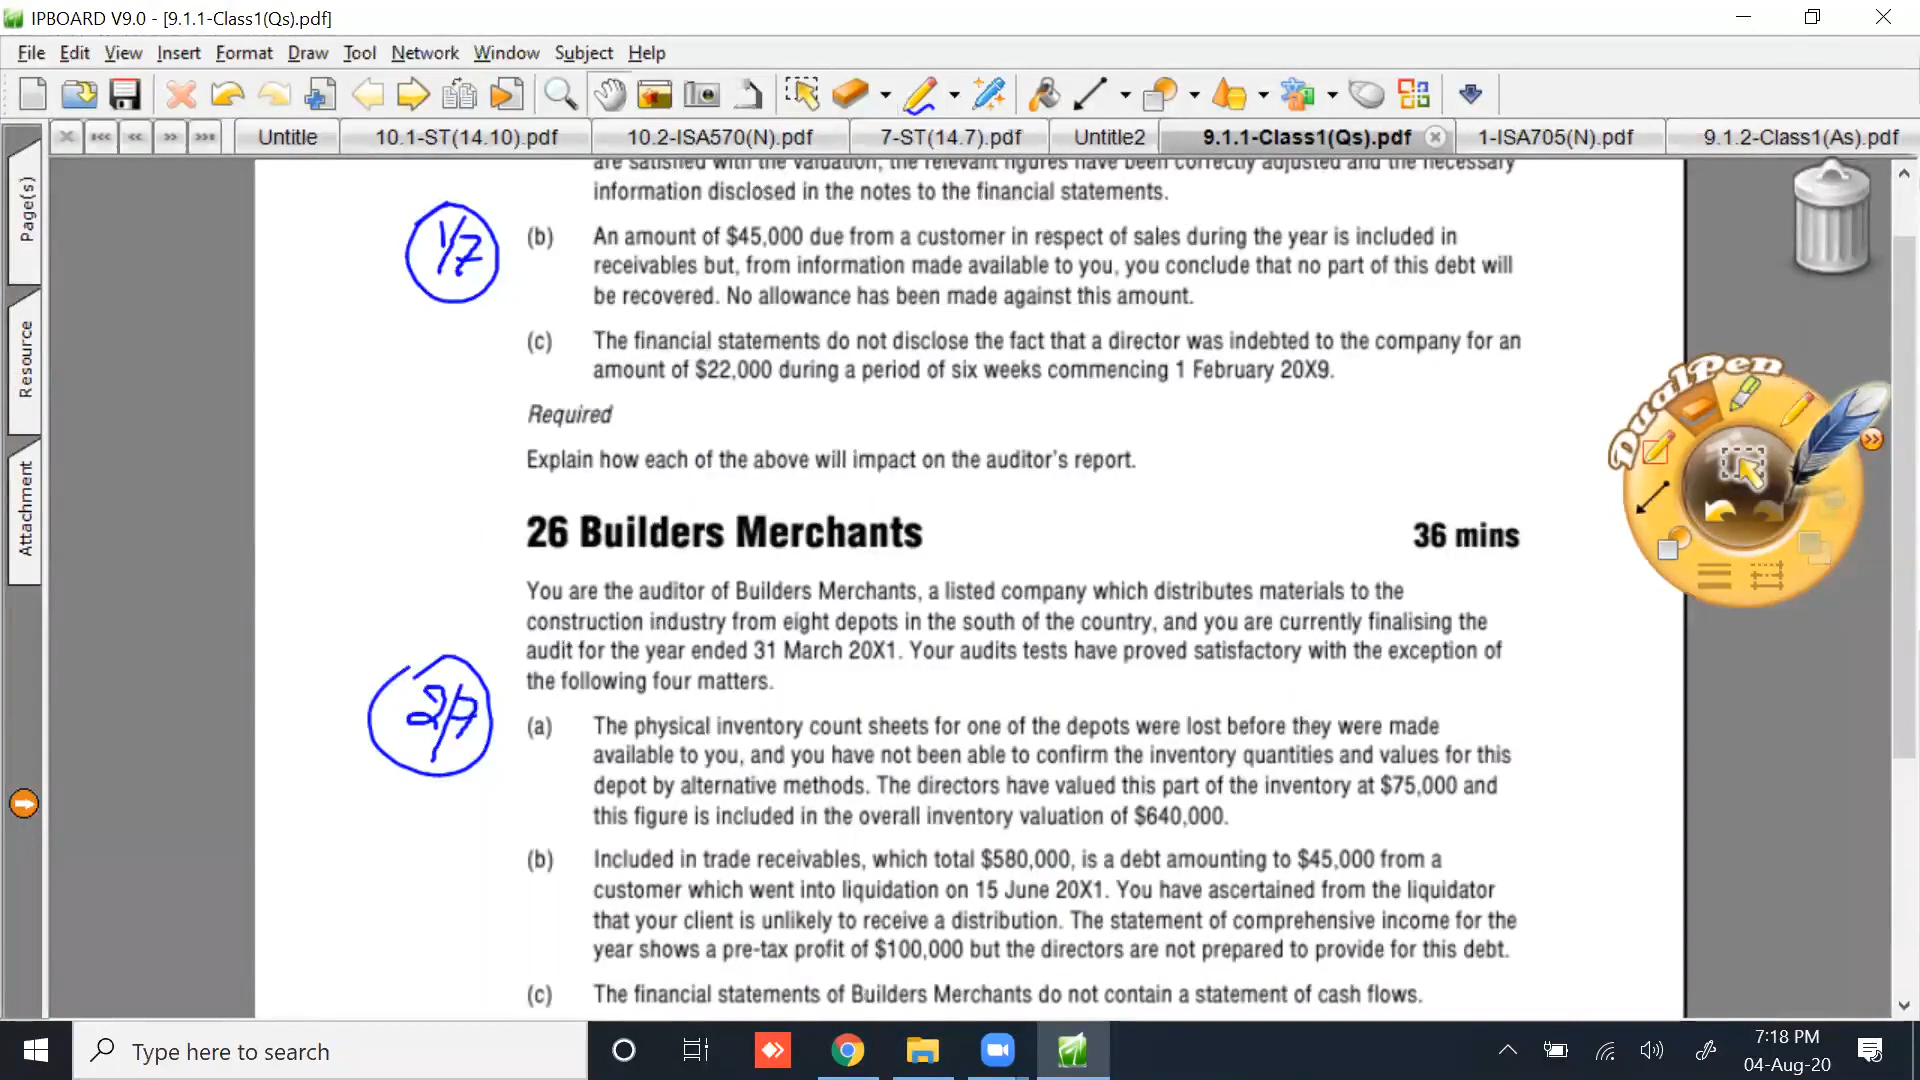 IPBOARD V9.0 - [9.1.1-Class1(Qs).pdf]
File Edit View Insert Format Draw Tool Network Window Subject Help
Untitle 10.1-ST(14.10).pdf 10.2-ISA570(N).pdf 7-ST(14.7).pdf Untitle2 9.1.1-Class1(Qs).pdf 1-ISA705(N).pdf 9.1.2-Class1(As).pdf
Page(s)
Resource
Attachment
are satisfied with the valuation, the relevant figures have been correctly adjusted and the necessary
information disclosed in the notes to the financial statements.
1/7
(b) An amount of $45,000 due from a customer in respect of sales during the year is included in
receivables but, from information made available to you, you conclude that no part of this debt will
be recovered. No allowance has been made against this amount.
(c) The financial statements do not disclose the fact that a director was indebted to the company for an
amount of $22,000 during a period of six weeks commencing 1 February 20X9.
Required
Explain how each of the above will impact on the auditor's report.
DualPen
26 Builders Merchants 36 mins
You are the auditor of Builders Merchants, a listed company which distributes materials to the
construction industry from eight depots in the south of the country, and you are currently finalising the
audit for the year ended 31 March 20X1. Your audits tests have proved satisfactory with the exception of
the following four matters.
2/7
(a) The physical inventory count sheets for one of the depots were lost before they were made
available to you, and you have not been able to confirm the inventory quantities and values for this
depot by alternative methods. The directors have valued this part of the inventory at $75,000 and
this figure is included in the overall inventory valuation of $640,000.
(b) Included in trade receivables, which total $580,000, is a debt amounting to $45,000 from a
customer which went into liquidation on 15 June 20X1. You have ascertained from the liquidator
that your client is unlikely to receive a distribution. The statement of comprehensive income for the
year shows a pre-tax profit of $100,000 but the directors are not prepared to provide for this debt.
(c) The financial statements of Builders Merchants do not contain a statement of cash flows.
Type here to search
7:18 PM
04-Aug-20